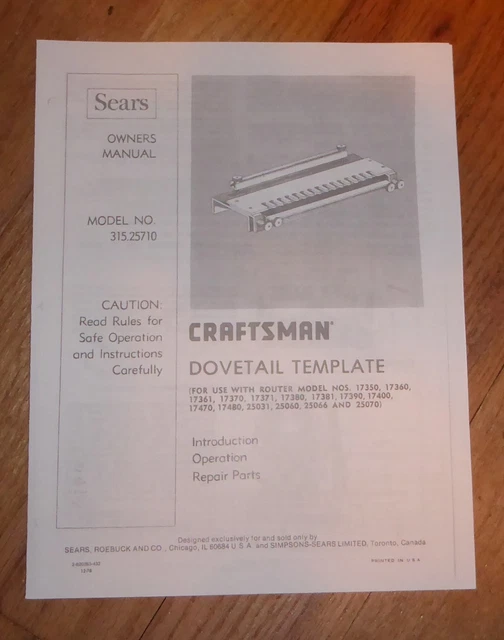 Sears
OWNERS
MANUAL
MODEL NO.
315.25710
CAUTION:
Read Rules for
Safe Operation
and Instructions
Carefully
CRAFTSMAN
DOVETAIL TEMPLATE
(FOR USE WITH ROUTER MODEL NOS. 17350, 17360,
17361, 17370, 17371, 17380, 17381, 17390, 17400,
17470, 17480, 25031, 25060, 25066 AND 25070)
Introduction
Operation
Repair Parts
Designed exclusively for and sold only by
SEARS, ROEBUCK AND CO., Chicago, IL 60684 U.S.A. and SIMPSONS-SEARS LIMITED, Toronto, Canada
PRINTED IN U.S.A.